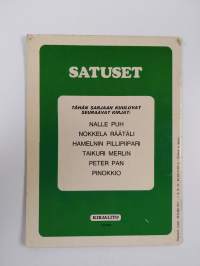 SATUSET
TÄHÄN SARJAAN KUULUVAT
SEURAAVAT KIRJAT:
NALLE PUH
NOKKELA RÄÄTÄLI
HAMELNIN PILLIPIIPARI
TAIKURI MERLIN
PETER PAN
PINOKKIO
KIRJALITO